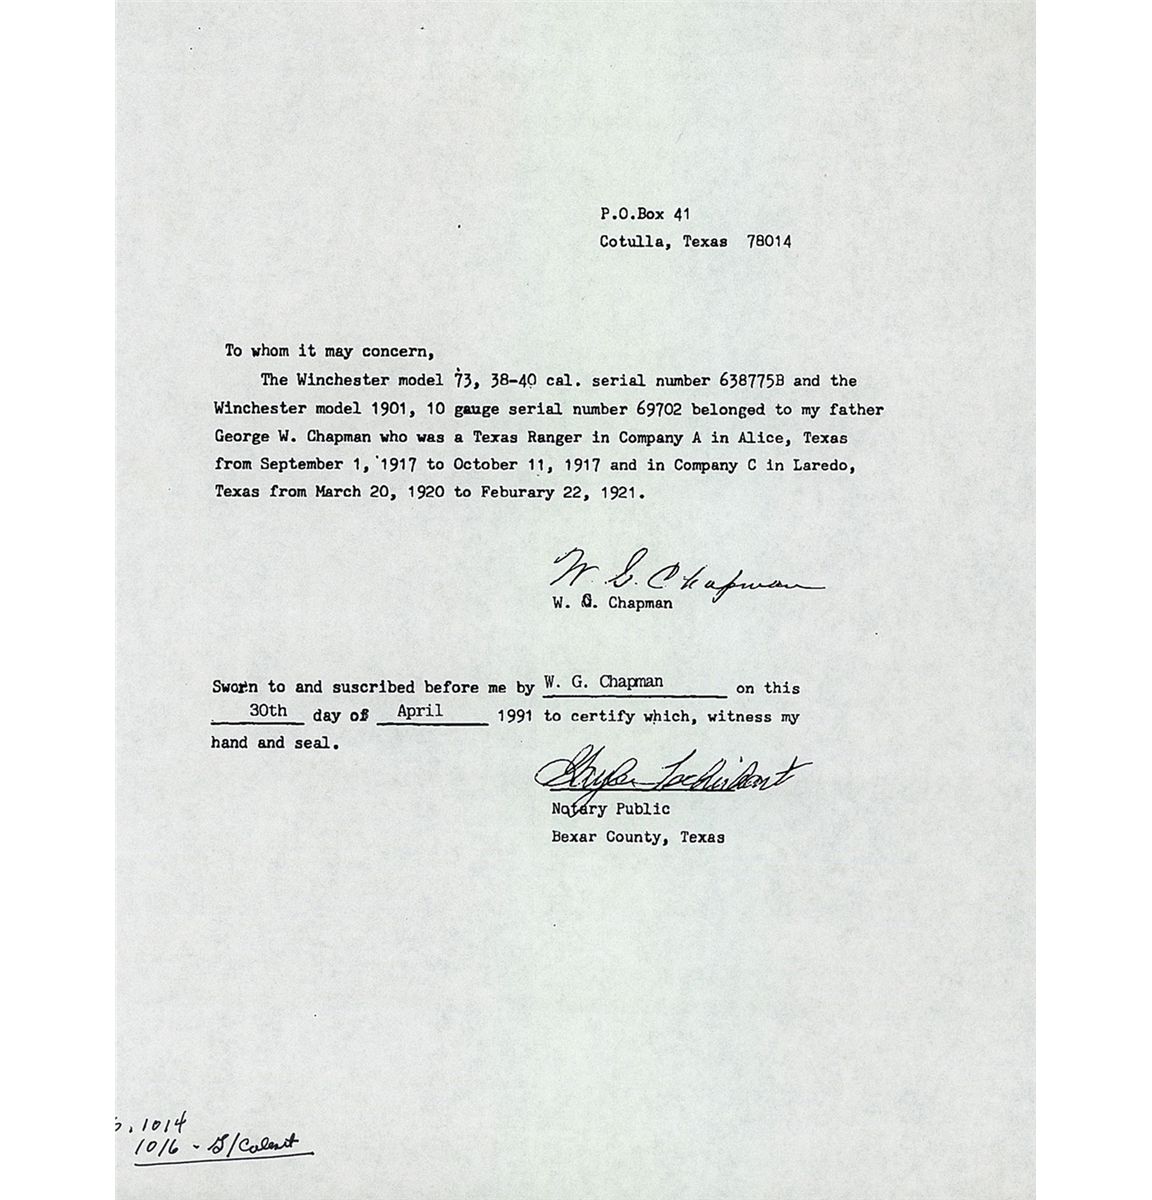 P.O.Box 41
Cotulla, Texas 78014
To whom it may concern,
The Winchester model 73, 38-40 cal. serial number 638775B and the
Winchester model 1901, 10 gauge serial number 69702 belonged to my father
George W. Chapman who was a Texas Ranger in Company A in Alice, Texas
from September 1, 1917 to October 11, 1917 and in Company C in Laredo,
Texas from March 20, 1920 to Feburary 22, 1921.
W. G. Chapman
W. G. Chapman
Sworn to and suscribed before me by W. G. Chapman on this
30th day of April 1991 to certify which, witness my
hand and seal.
Notary Public
Bexar County, Texas
1014
1016 -